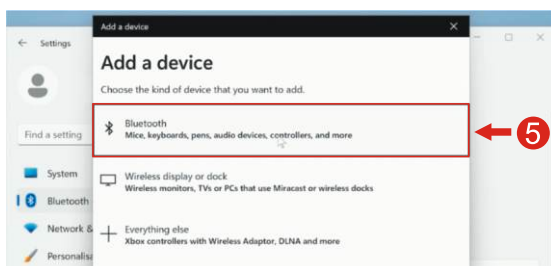 Add a device
← Settings
Add a device
Choose the kind of device that you want to add.
Bluetooth
Mice, keyboards, pens, audio devices, controllers, and more
5
Find a setting
System
Wireless display or dock
Wireless monitors, TVs or PCs that use Miracast or wireless docks
Bluetooth
Network &
Everything else
Xbox controllers with Wireless Adaptor, DLNA and more
Personalisa